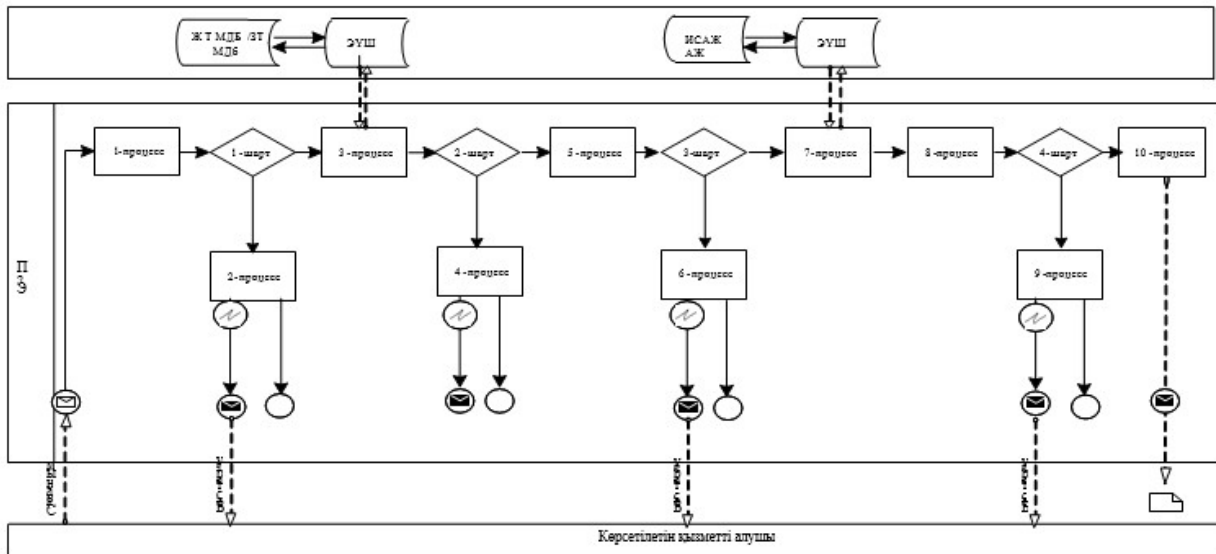 ЖТ МДБ /ЗТ
МДБ
ЭҮШ
ИСАЖ
АЖ
ЭҮШ
1-процесс
1 -шарт
3 -процесс
2 -шарт
5 -процесс
3-шарт
7-процесс
8 -процесс
4-шарт
10 -процесс
2-процесс
4 -процесс
6 -процесс
9 -процесс
Көрсетілетін қызметті алушы